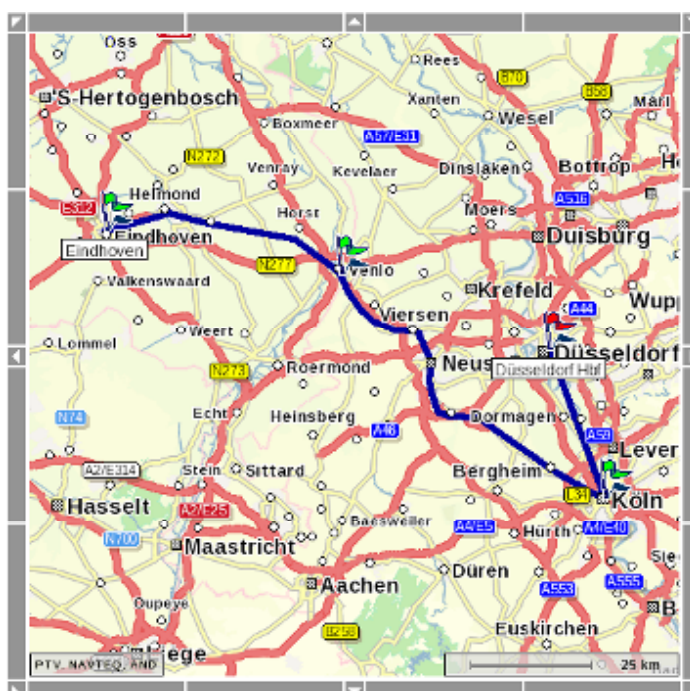 Oss
Rees
B70
B58
'S-Hertogenbosch
Xanten
Wesel
Marl
Boxmeer
A57/E31
N272
Venray
Kevelaer
Dinslaken
Bottrop
E312
Helmond
A516
Horst
Moers
Eindhoven
Duisburg
Eindhoven
Venlo
N277
Valkenswaard
Krefeld
A44
Wupp
Viersen
Lommel
Weert
Neus
Düsseldorf
N273
Roermond
Düsseldorf Hbf
N74
Echt
Heinsberg
Dormagen
A46
A59
Lever
A2/E314
Stein
Sittard
Bergheim
L34
Köln
Hasselt
A2/E25
Baesweiler
A4/E5
Hürth
A4/E40
N700
Maastricht
Sie
Aachen
Düren
A553
A555
Oupeye
B
B258
Euskirchen
PTV, NAVTEQ, AND
25 km